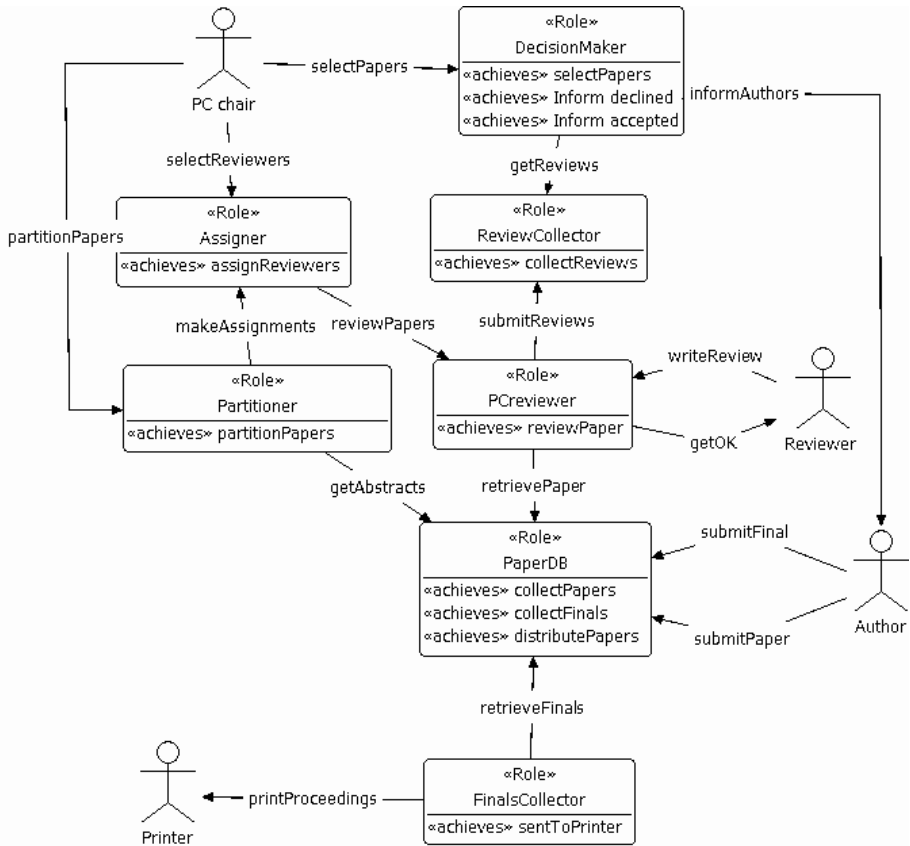 «Role»
DecisionMaker
«achieves» selectPapers
«achieves» Inform declined
«achieves» Inform accepted
selectPapers
informAuthors
PC chair
selectReviewers
getReviews
«Role»
Assigner
«achieves» assignReviewers
«Role»
ReviewCollector
«achieves» collectReviews
partitionPapers
makeAssignments
reviewPapers
submitReviews
writeReview
«Role»
Partitioner
«achieves» partitionPapers
«Role»
PCreviewer
«achieves» reviewPaper
getOK
Reviewer
getAbstracts
retrievePaper
«Role»
PaperDB
«achieves» collectPapers
«achieves» collectFinals
«achieves» distributePapers
submitFinal
submitPaper
Author
retrieveFinals
«Role»
FinalsCollector
«achieves» sentToPrinter
printProceedings
Printer